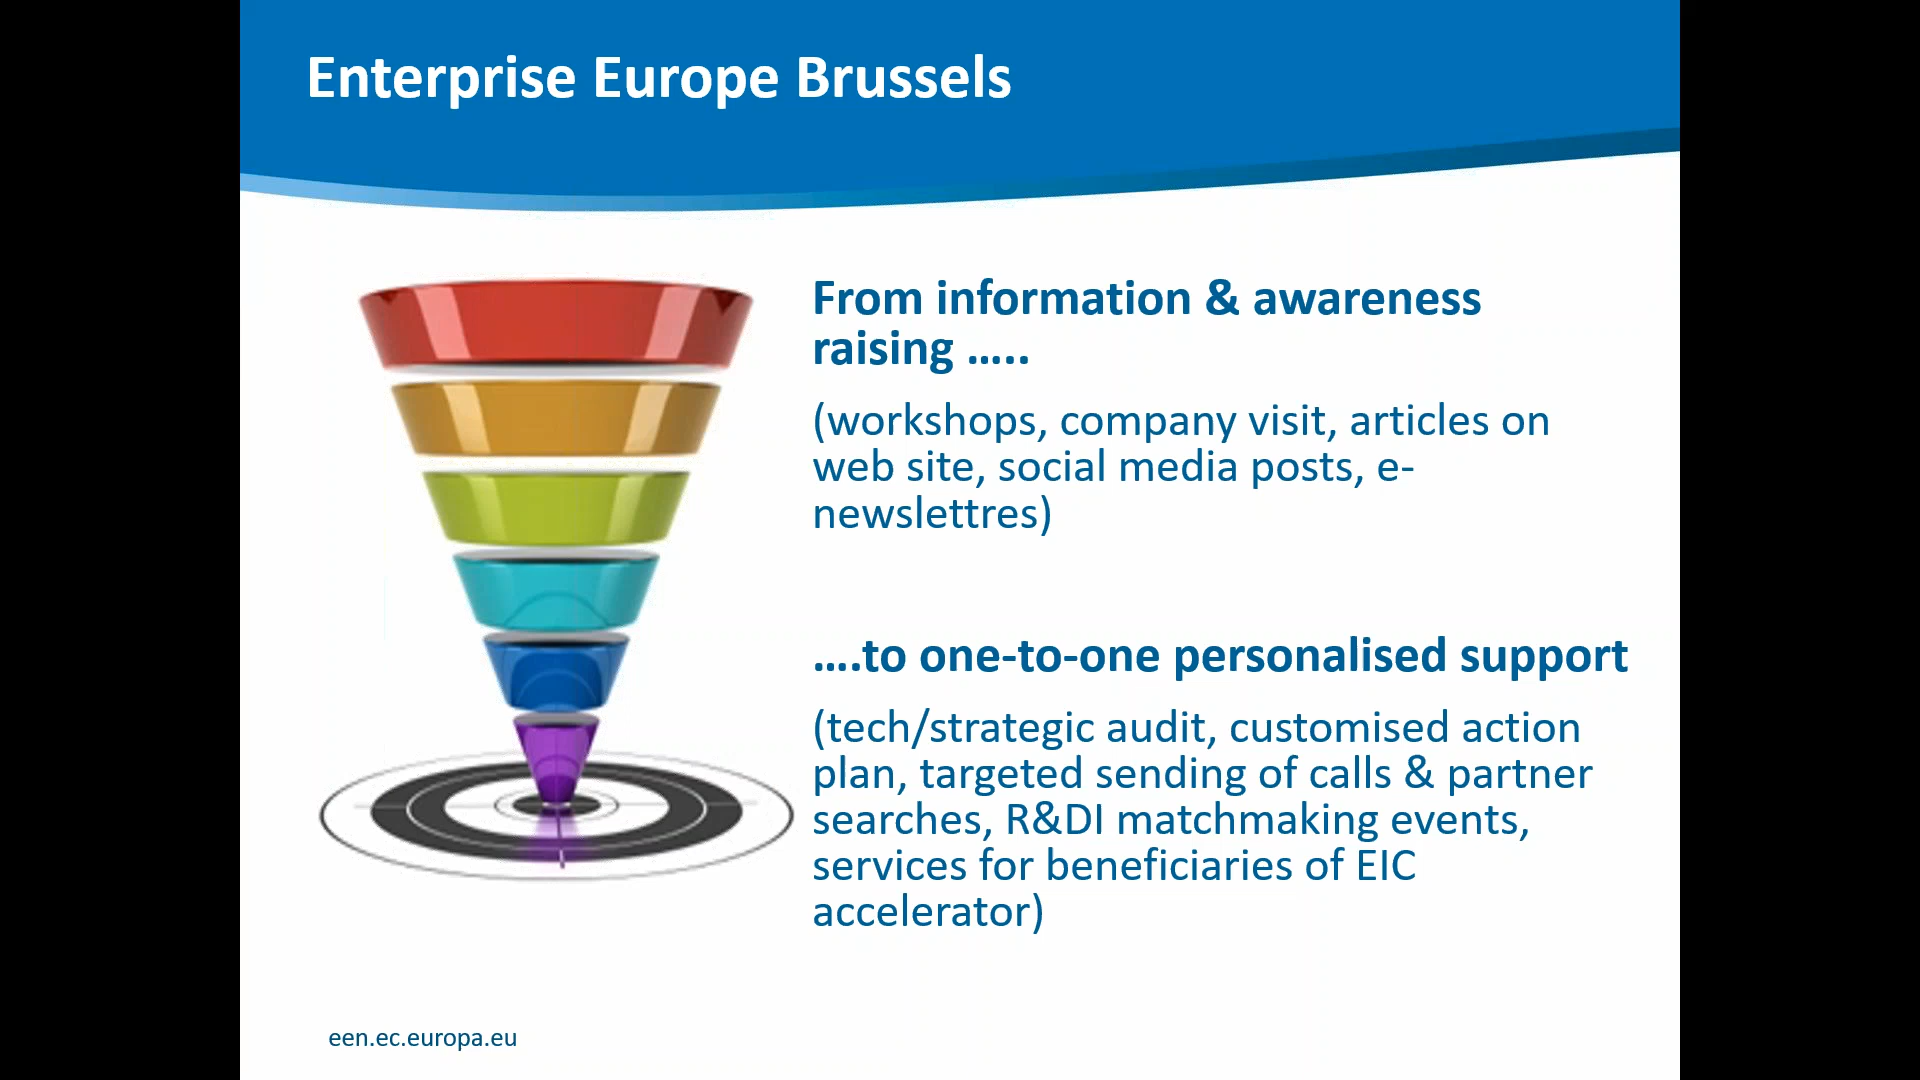 Enterprise Europe Brussels
From information & awareness
raising .....
(workshops, company visit, articles on
web site, social media posts, e-
newslettres)
....to one-to-one personalised support
(tech/strategic audit, customised action
plan, targeted sending of calls & partner
searches, R&DI matchmaking events,
services for beneficiaries of EIC
accelerator)
een.ec.europa.eu